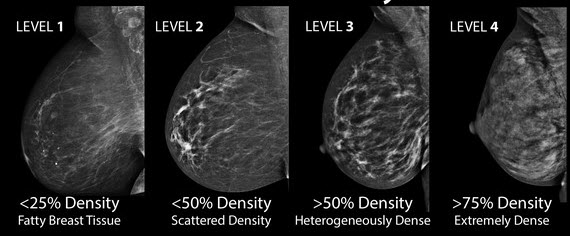 LEVEL 1
LEVEL 2
LEVEL 3
LEVEL 4
<25% Density
Fatty Breast Tissue
<50% Density
Scattered Density
>50% Density
Heterogeneously Dense
>75% Density
Extremely Dense